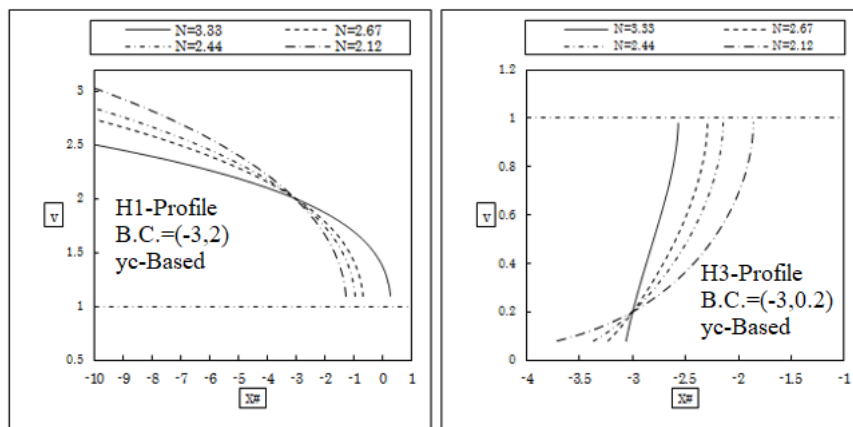 N=3.33 N=2.67
N=2.44 N=2.12
3
2.5
2
1.5
1
0.5
v
H1-Profile
B.C.=(-3,2)
yc-Based
-10 -9 -8 -7 -6 -5 -4 -3 -2 -1 0 1
X#
N=3.33 N=2.67
N=2.44 N=2.12
1.2
1
0.8
0.6
0.4
0.2
0
v
H3-Profile
B.C.=(-3,0.2)
yc-Based
-4 -3.5 -3 -2.5 -2 -1.5 -1
X#